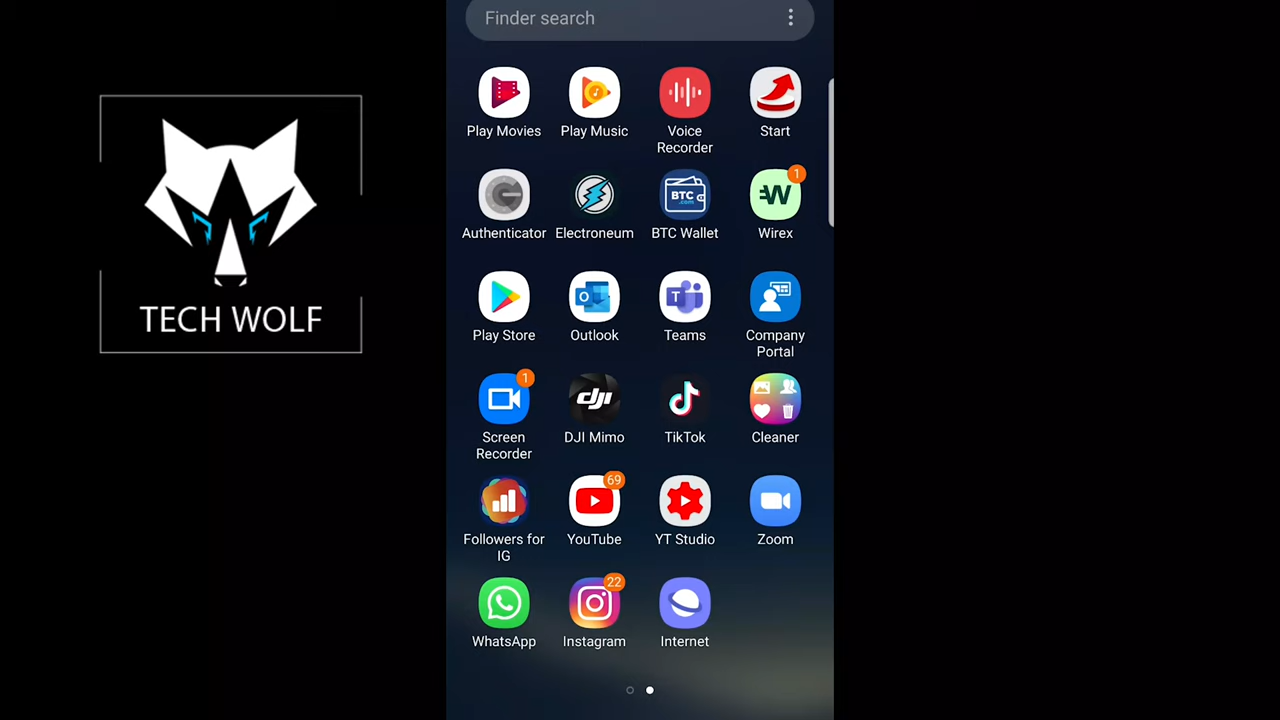 Finder search
Play Movies
Play Music
Voice
Recorder
Start
1
Authenticator
Electroneum
BTC
.com
BTC Wallet
W
Wirex
Play Store
O
Outlook
T
Teams
Company
Portal
1
Screen
Recorder
dji
DJI Mimo
TikTok
Cleaner
Followers for
IG
69
YouTube
YT Studio
Zoom
WhatsApp
22
Instagram
Internet
TECH WOLF